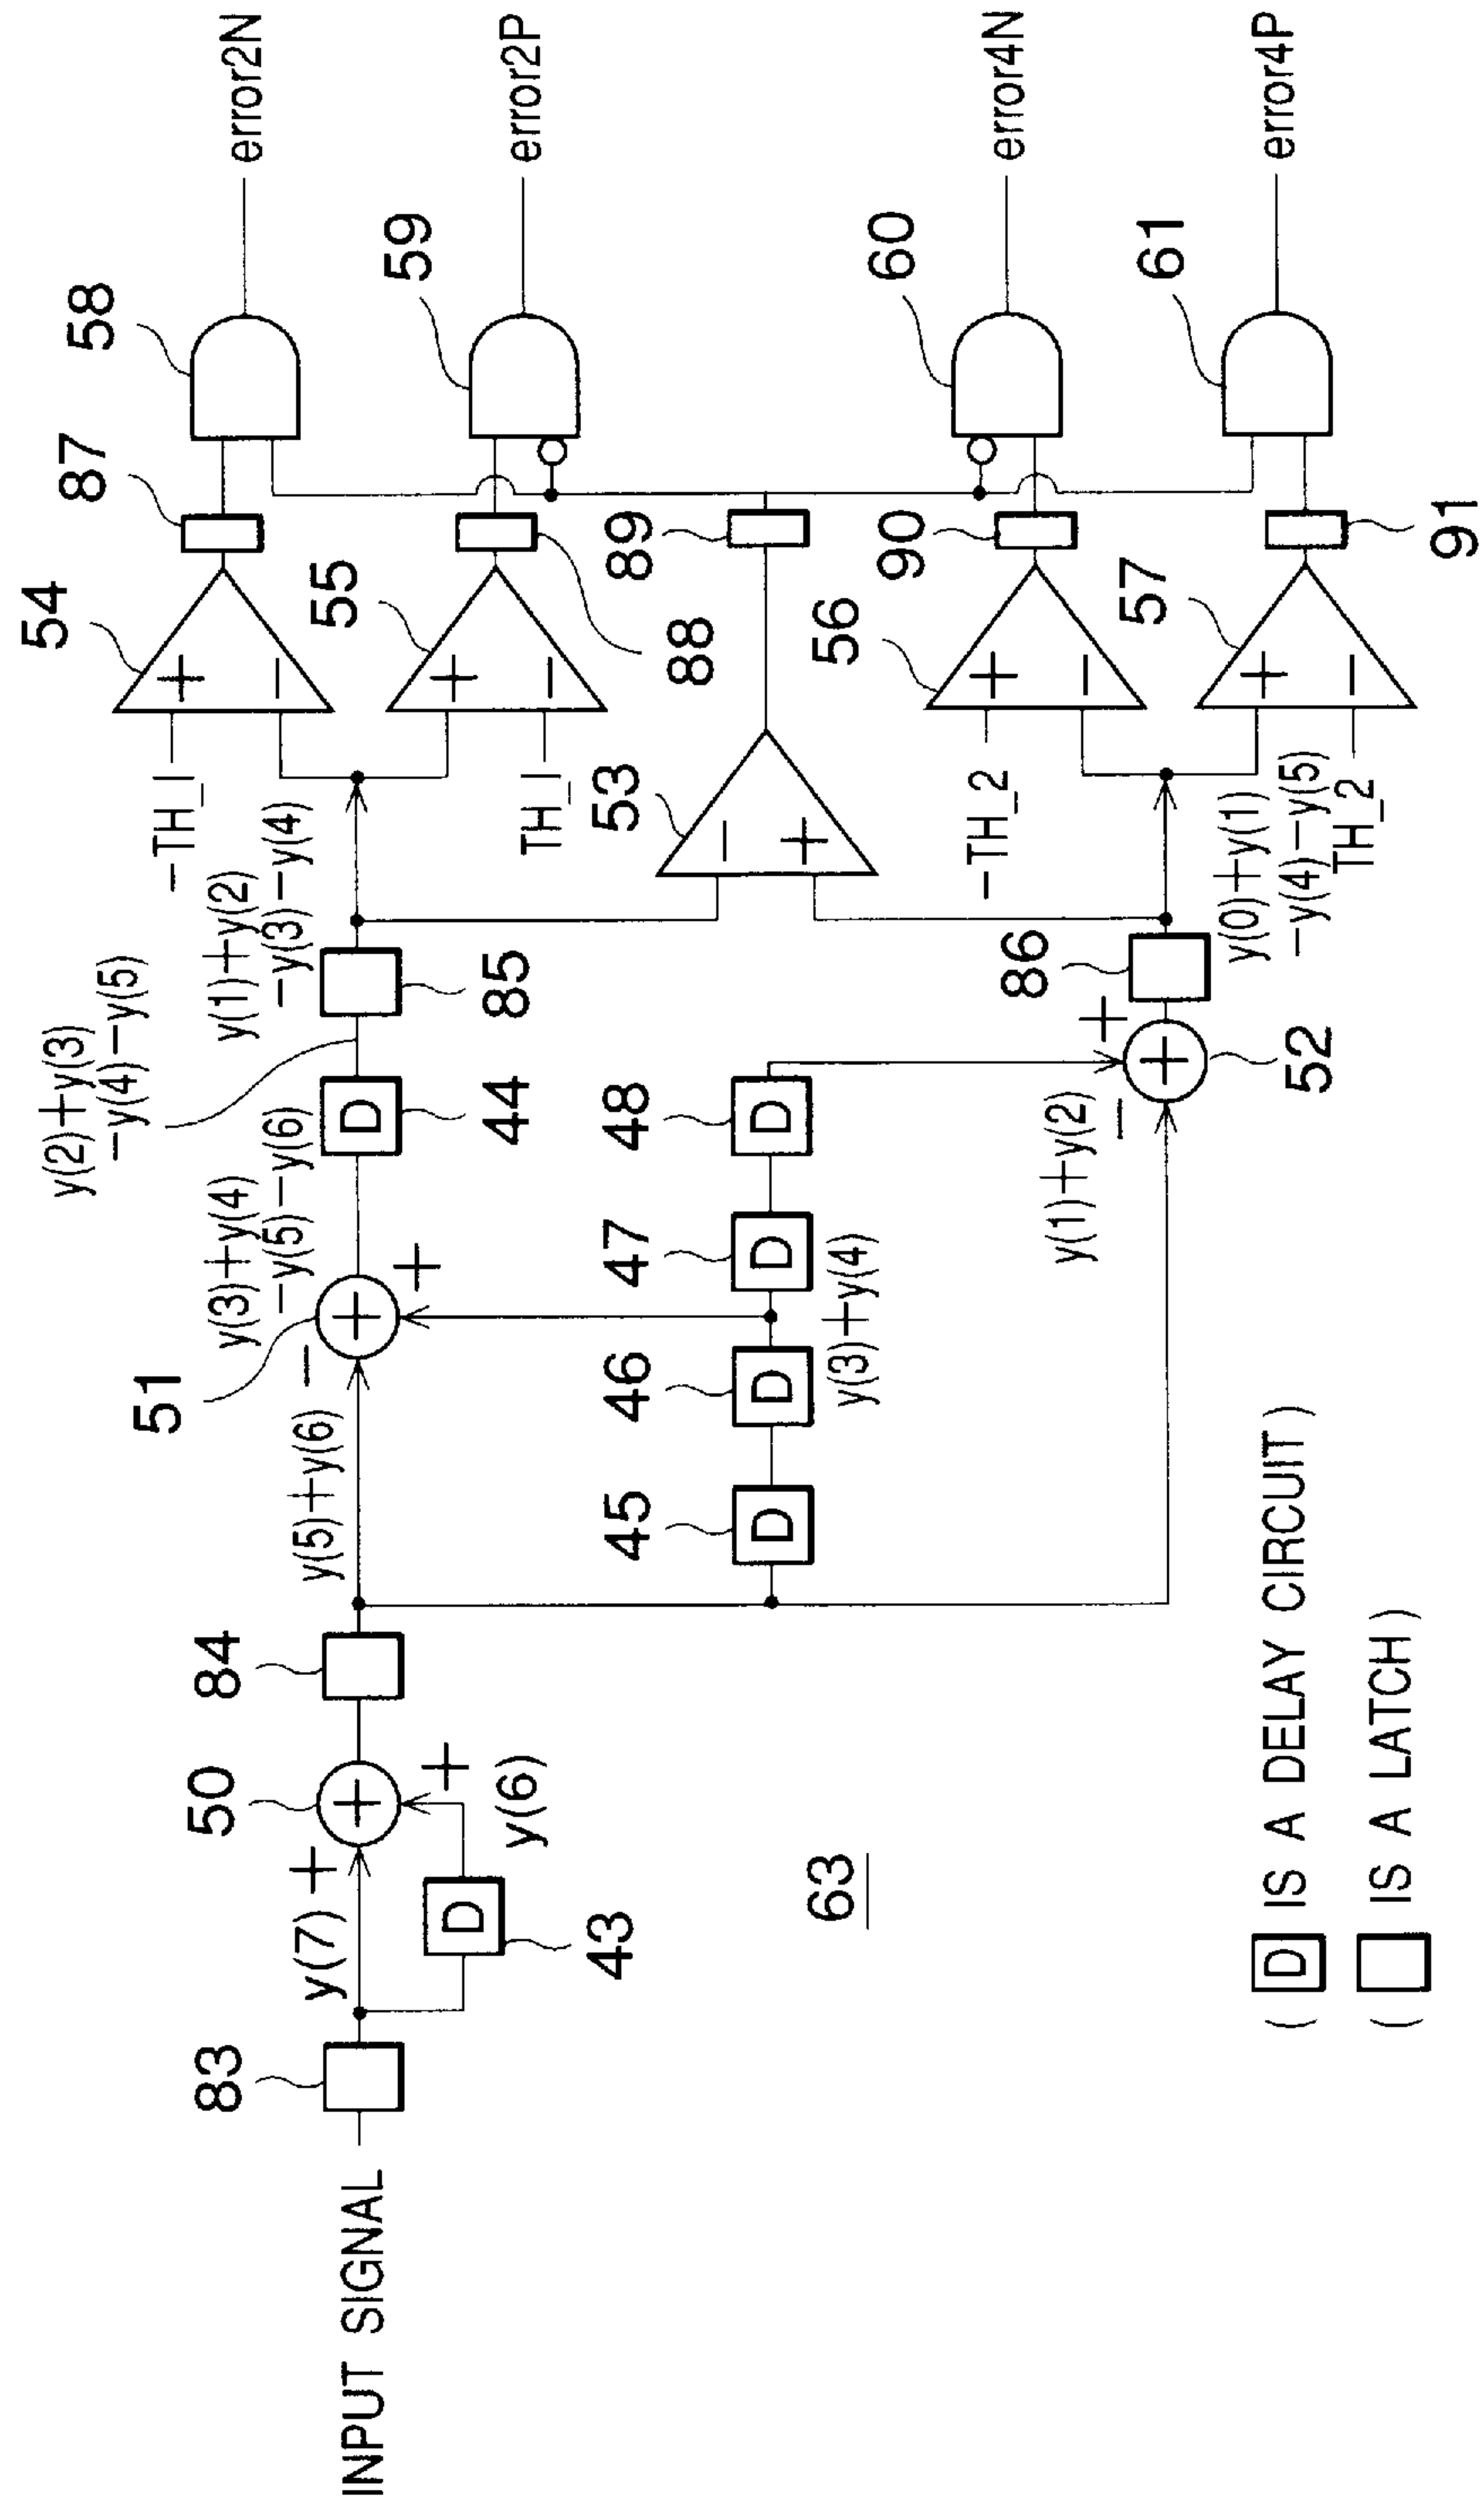 INPUT SIGNAL
83
y(7)
+
D
43
y(6)
+
50
+
84
y(5)+y(6)
−
51
+
+
y(3)+y(4)
−y(5)−y(6)
D
44
y(2)+y(3)
−y(4)−y(5)
85
y(1)+y(2)
−y(3)−y(4)
D
45
D
46
y(3)+y(4)
D
47
D
48
y(1)+y(2)
−
+
+
52
86
y(0)+y(1)
−y(4)−y(5)
−TH_1
54
+
−
87
58
error2N
TH_1
55
+
−
88
59
error2P
53
−
+
89
−TH_2
56
+
−
90
60
error4N
TH_2
57
+
−
91
61
error4P
63
( D IS A DELAY CIRCUIT )
( IS A LATCH )